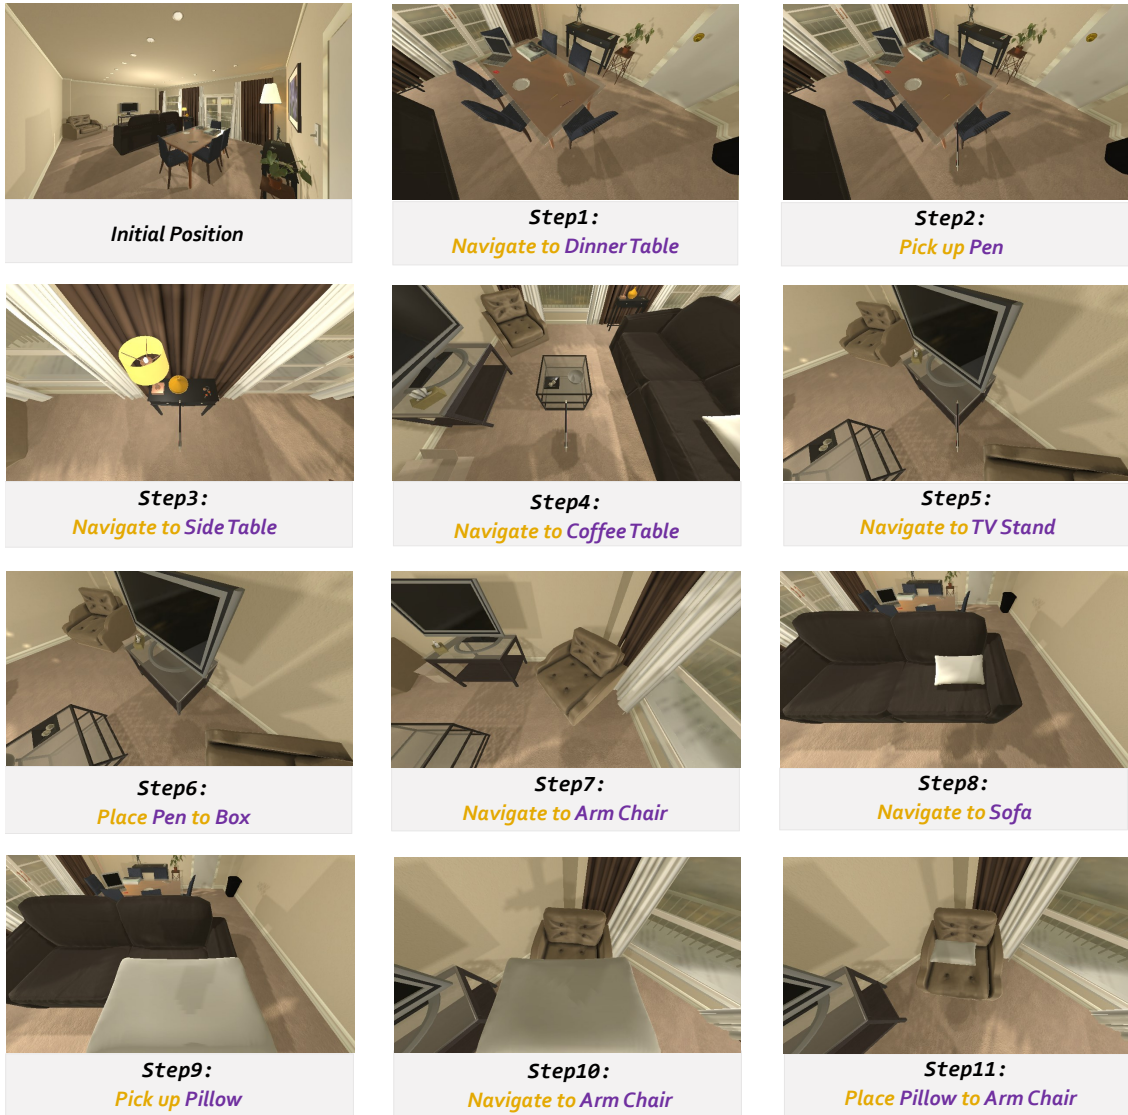 Initial Position
Step1:
Navigate to Dinner Table
Step2:
Pick up Pen
Step3:
Navigate to Side Table
Step4:
Navigate to Coffee Table
Step5:
Navigate to TV Stand
Step6:
Place Pen to Box
Step7:
Navigate to Arm Chair
Step8:
Navigate to Sofa
Step9:
Pick up Pillow
Step10:
Navigate to Arm Chair
Step11:
Place Pillow to Arm Chair